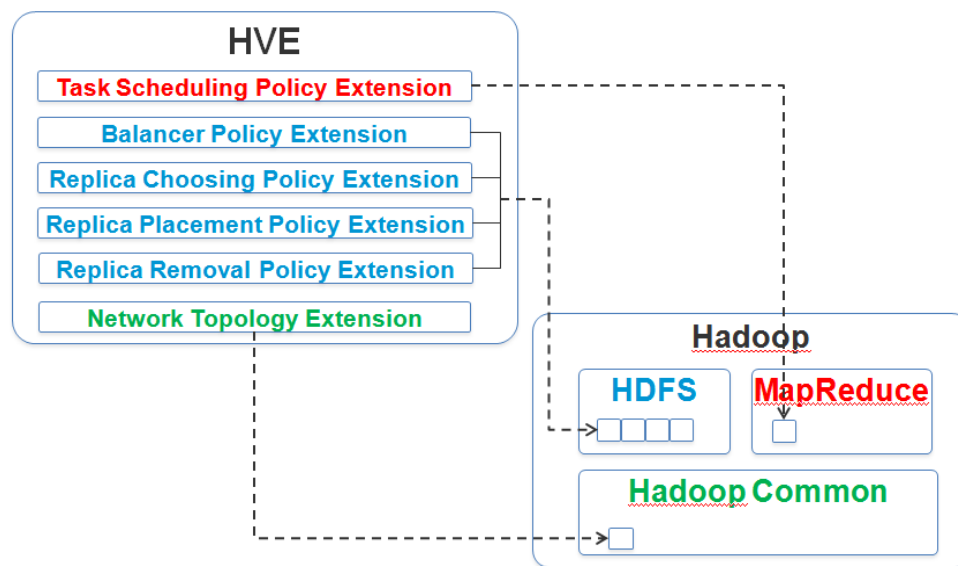 HVE
Task Scheduling Policy Extension
Balancer Policy Extension
Replica Choosing Policy Extension
Replica Placement Policy Extension
Replica Removal Policy Extension
Network Topology Extension
Hadoop
HDFS
MapReduce
Hadoop Common